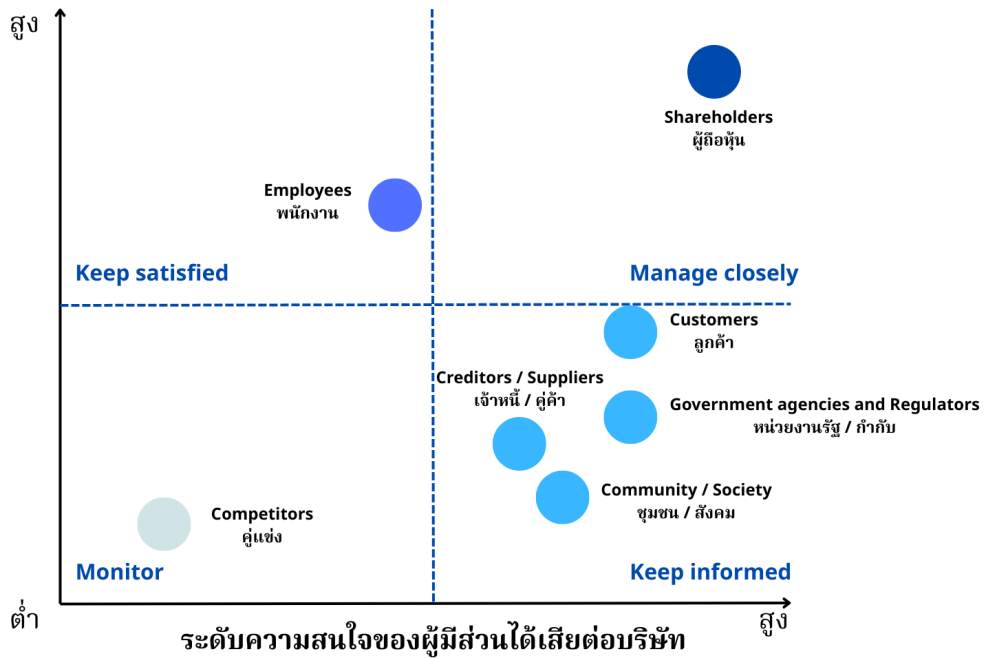 สูง
Shareholders
ผู้ถือหุ้น
Employees
พนักงาน
Keep satisfied
Manage closely
Customers
ลูกค้า
Creditors / Suppliers
เจ้าหนี้ / คู่ค้า
Government agencies and Regulators
หน่วยงานรัฐ / กำกับ
Community / Society
ชุมชน / สังคม
Competitors
คู่แข่ง
Monitor
Keep informed
ต่ำ
สูง
ระดับความสนใจของผู้มีส่วนได้เสียต่อบริษัท